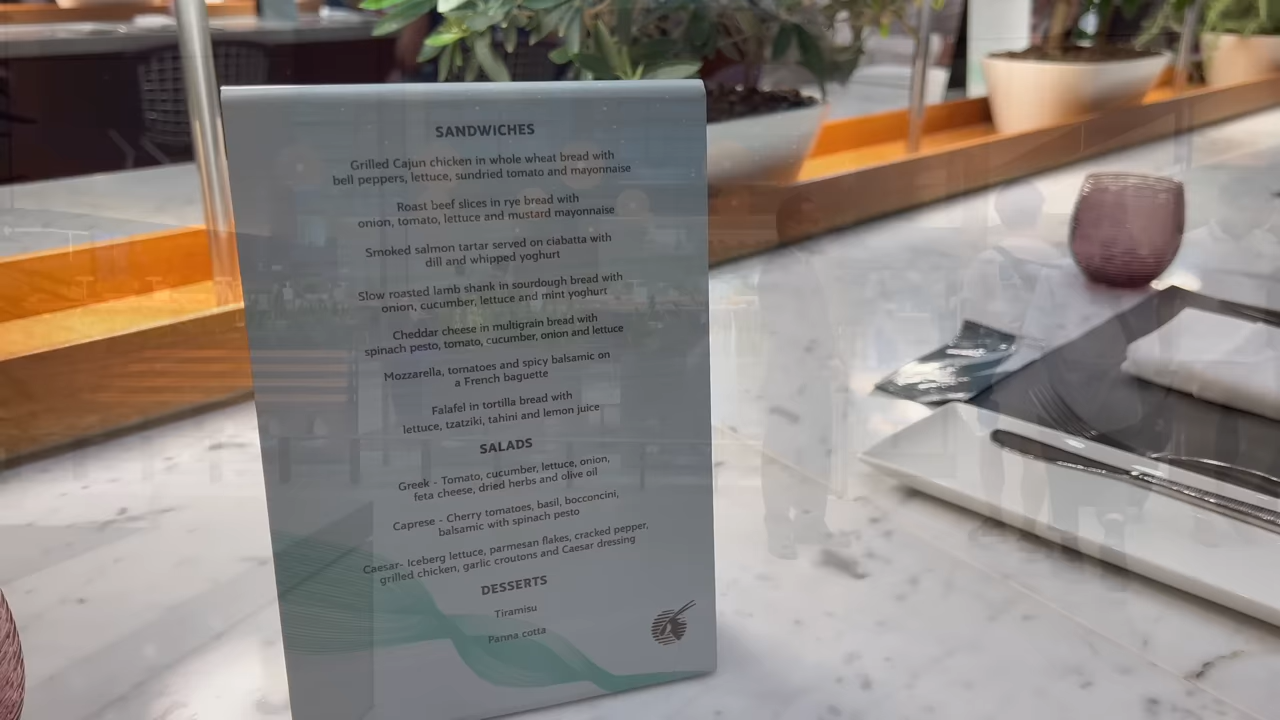 SANDWICHES
Grilled Cajun chicken in whole wheat bread with
bell peppers, lettuce, sundried tomato and mayonnaise
Roast beef slices in rye bread with
onion, tomato, lettuce and mustard mayonnaise
Smoked salmon tartar served on ciabatta with
dill and whipped yoghurt
Slow roasted lamb shank in sourdough bread with
onion, cucumber, lettuce and mint yoghurt
Cheddar cheese in multigrain bread with
spinach pesto, tomato, cucumber, onion and lettuce
Mozzarella, tomatoes and spicy balsamic on
a French baguette
Falafel in tortilla bread with
lettuce, tzatziki, tahini and lemon juice
SALADS
Greek - Tomato, cucumber, lettuce, onion,
feta cheese, dried herbs and olive oil
Caprese - Cherry tomatoes, basil, bocconcini,
balsamic with spinach pesto
Caesar- Iceberg lettuce, parmesan flakes, cracked pepper,
grilled chicken, garlic croutons and Caesar dressing
DESSERTS
Tiramisu
Panna cotta